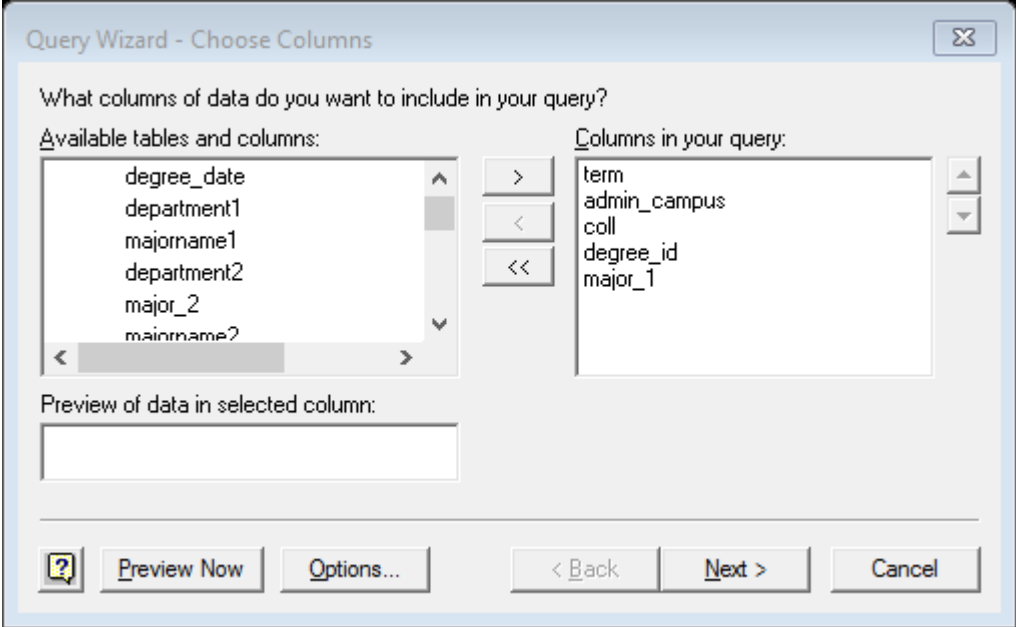 Query Wizard - Choose Columns
What columns of data do you want to include in your query?
Available tables and columns:
degree_date
department1
majorname1
department2
major_2
majorname2
>
<
<<
Columns in your query:
term
admin_campus
coll
degree_id
major_1
Preview of data in selected column:
?
Preview Now
Options...
< Back
Next >
Cancel